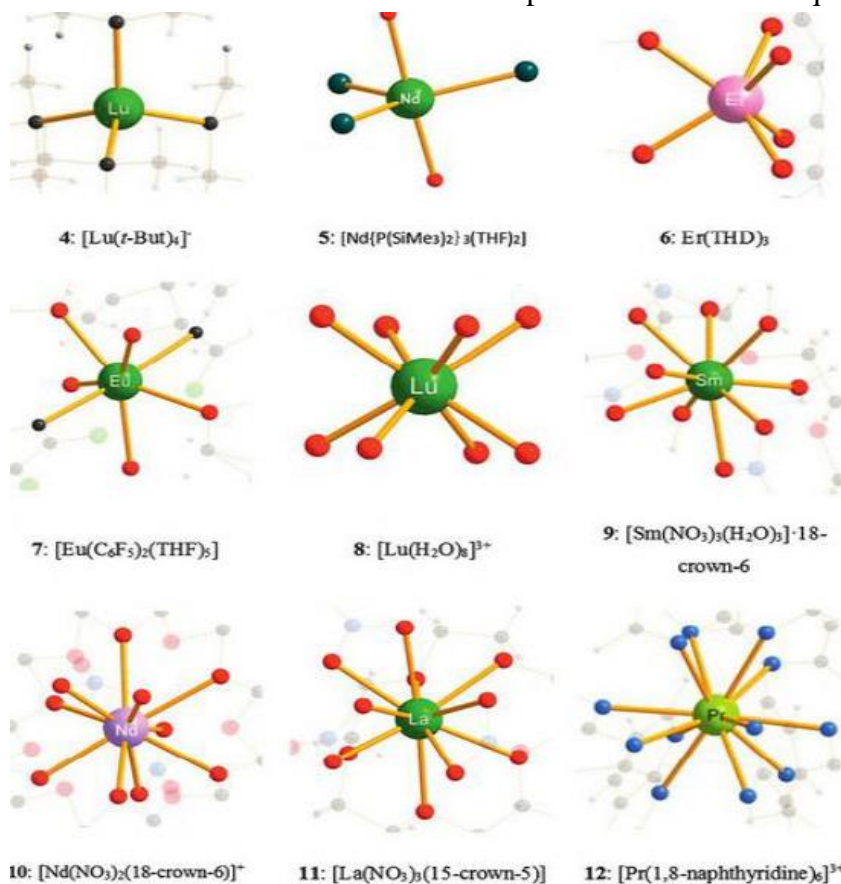 Lu
Nd
Er
4: [Lu(t-But)₄]⁻
5: [Nd{P(SiMe₃)₂}₃(THF)₂]
6: Er(THD)₃
Eu
Lu
Sm
7: [Eu(C₆F₅)₂(THF)₅]
8: [Lu(H₂O)₈]³⁺
9: [Sm(NO₃)₃(H₂O)₃]·18-
crown-6
Nd
La
Pr
10: [Nd(NO₃)₂(18-crown-6)]⁺
11: [La(NO₃)₃(15-crown-5)]
12: [Pr(1,8-naphthyridine)₆]³⁺